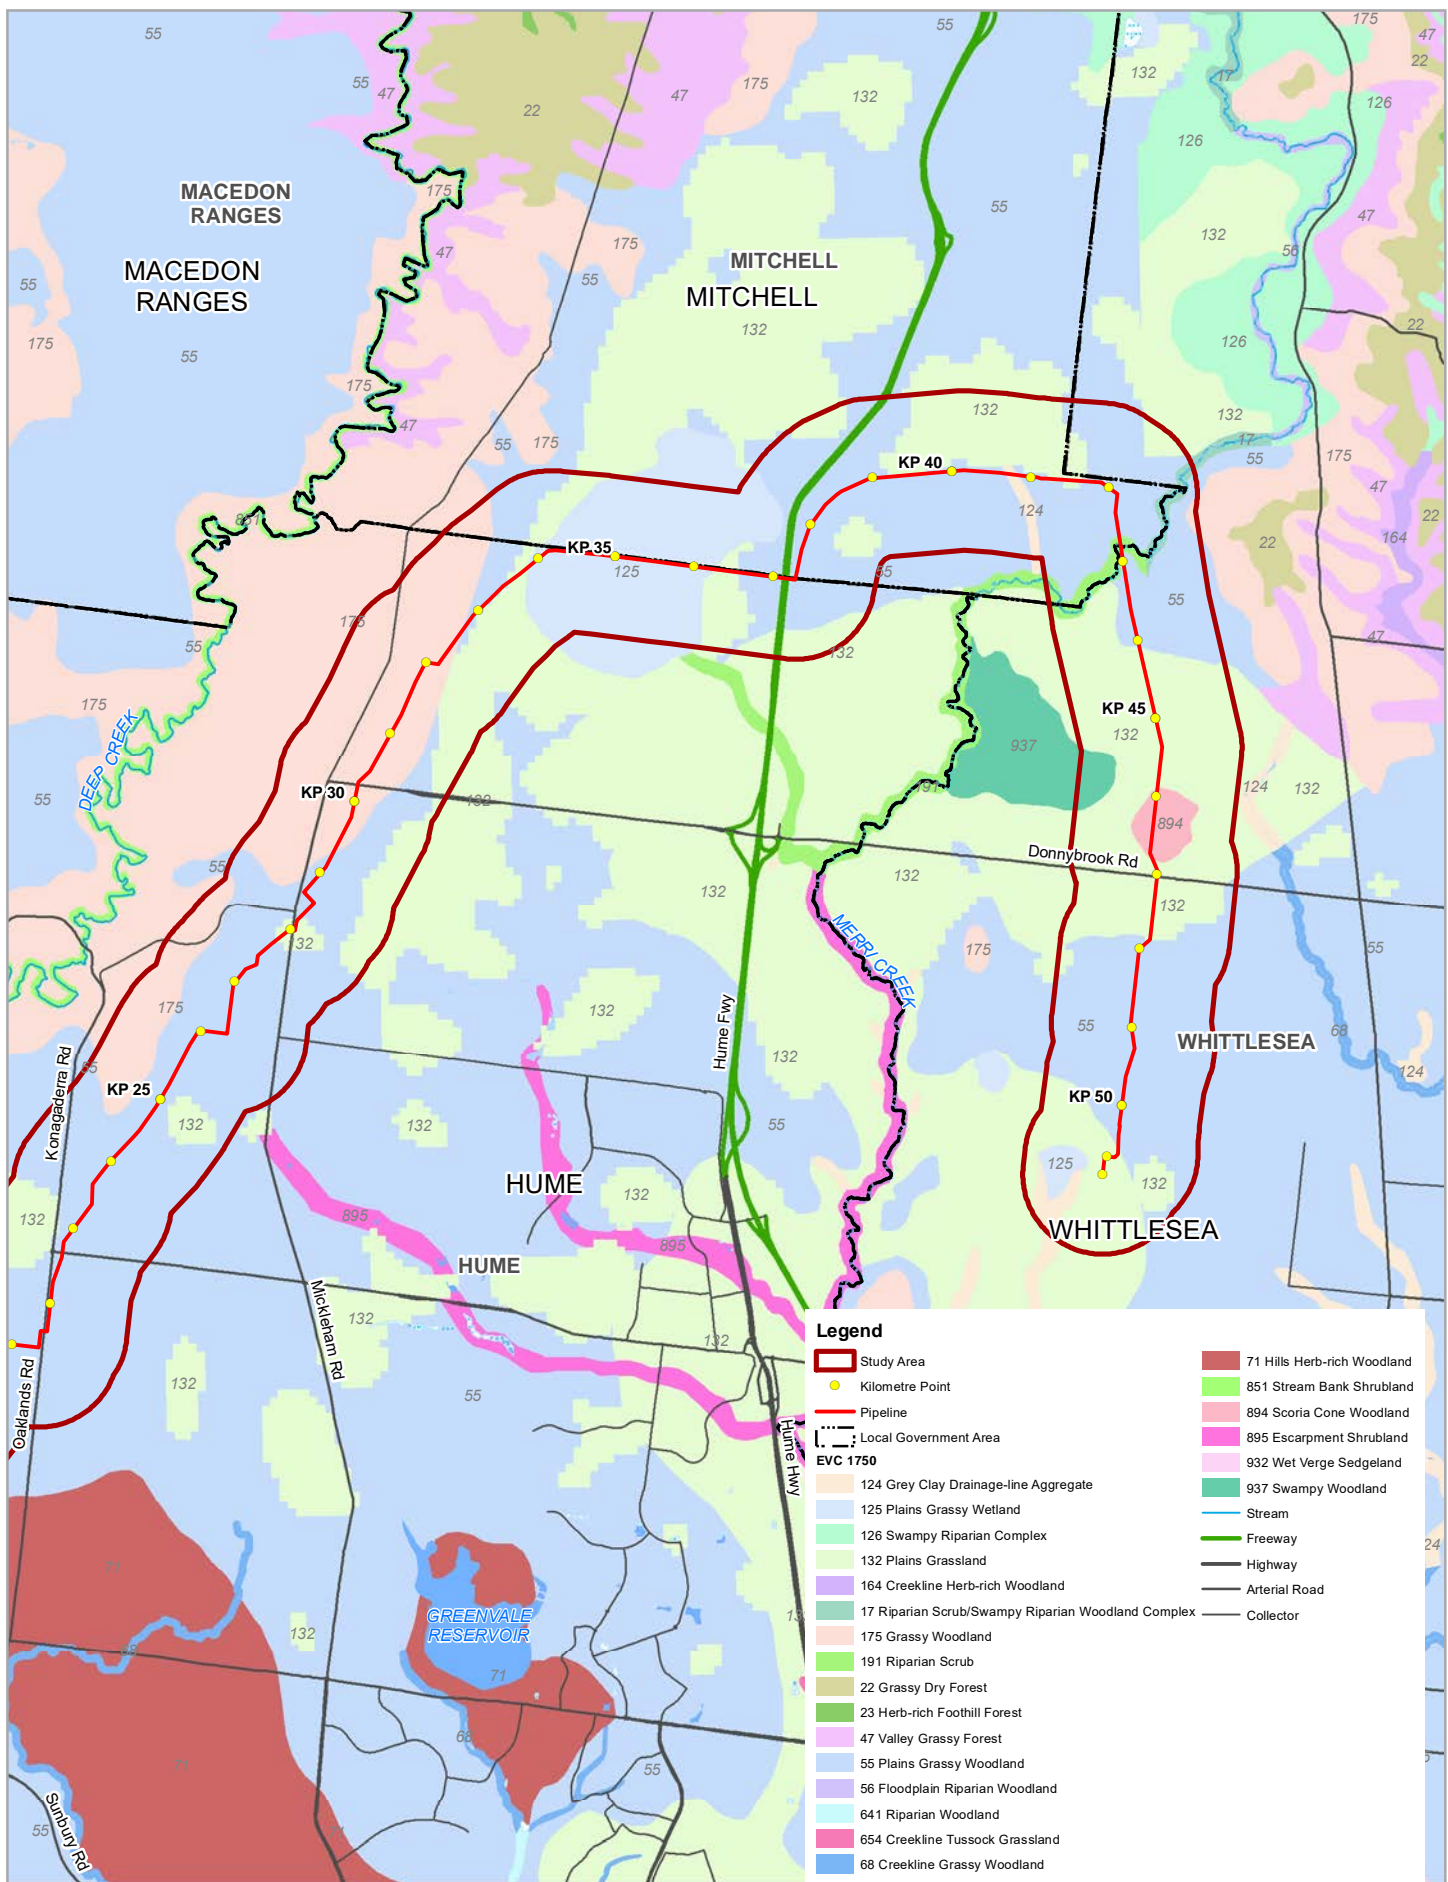 55
55
175
47
22
55
47
22
47
175
132
132
17
126
126
175
MACEDON
RANGES
55
47
132
56
47
175
MITCHELL
MACEDON
RANGES
55
55
MITCHELL
132
22
126
175
55
175
132
132
47
55
175
17
55
175
KP 40
47
124
22
851
22
164
KP 35
125
55
55
175
55
47
132
175
KP 45
132
937
DEEP CREEK
124
132
55
KP 30
132
191
894
Donnybrook Rd
55
132
132
132
MERRI CREEK
132
175
55
175
132
Hume Fwy
55
68
WHITTLESEA
132
55
Konagaderra Rd
124
KP 25
KP 50
132
132
55
125
132
HUME
132
132
895
WHITTLESEA
895
HUME
Mickleham Rd
132
132
132
55
Oaklands Rd
Hume Hwy
71
24
GREENVALE
RESERVOIR
132
68
71
68
71
55
Sunbury Rd
55
Legend
Study Area
Kilometre Point
Pipeline
Local Government Area
EVC 1750
124 Grey Clay Drainage-line Aggregate
125 Plains Grassy Wetland
126 Swampy Riparian Complex
132 Plains Grassland
164 Creekline Herb-rich Woodland
17 Riparian Scrub/Swampy Riparian Woodland Complex
175 Grassy Woodland
191 Riparian Scrub
22 Grassy Dry Forest
23 Herb-rich Foothill Forest
47 Valley Grassy Forest
55 Plains Grassy Woodland
56 Floodplain Riparian Woodland
641 Riparian Woodland
654 Creekline Tussock Grassland
68 Creekline Grassy Woodland
71 Hills Herb-rich Woodland
851 Stream Bank Shrubland
894 Scoria Cone Woodland
895 Escarpment Shrubland
932 Wet Verge Sedgeland
937 Swampy Woodland
Stream
Freeway
Highway
Arterial Road
Collector